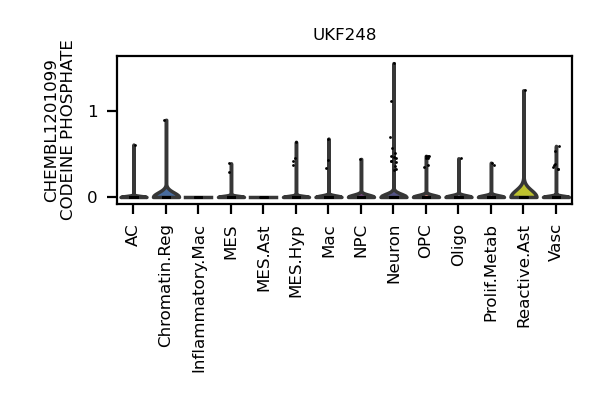 UKF248
CHEMBL1201099
CODEINE PHOSPHATE
1
0
AC
Chromatin.Reg
Inflammatory.Mac
MES
MES.Ast
MES.Hyp
Mac
NPC
Neuron
OPC
Oligo
Prolif.Metab
Reactive.Ast
Vasc